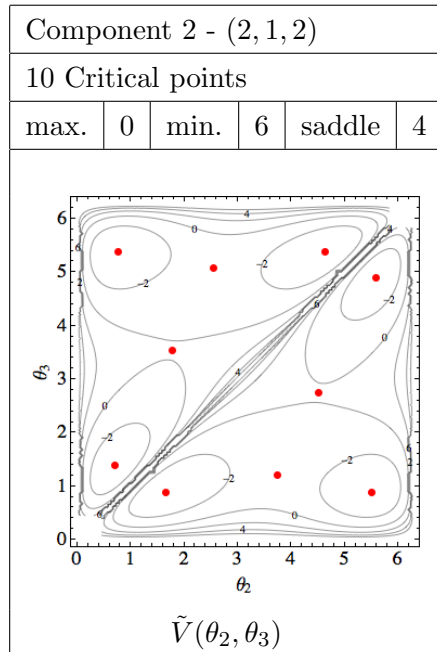 Component 2 - (2, 1, 2)
10 Critical points
max. 0 min. 6 saddle 4
6
5
4
3
2
1
0
θ₃
0 4 4
−2 −2
6 2 −2
6
0
4
0
−2 6 2
−2 −2
6 0
4
0 1 2 3 4 5 6
θ₂
Ṽ(θ₂, θ₃)